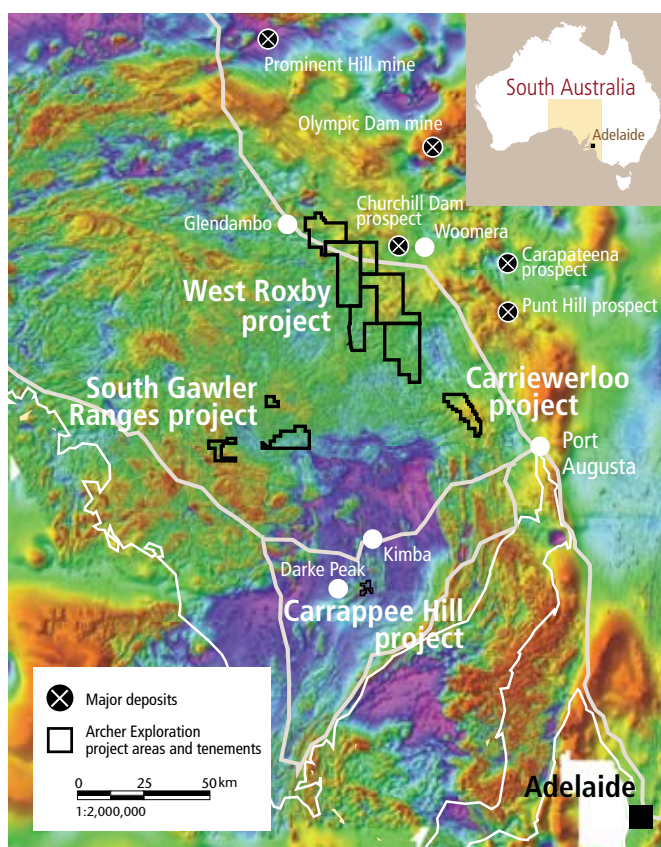 Prominent Hill mine
South Australia
Adelaide
Olympic Dam mine
Churchill Dam
prospect
Glendambo
Woomera
Carapateena
prospect
West Roxby
project
Punt Hill prospect
South Gawler
Ranges project
Carriewerloo
project
Port
Augusta
Kimba
Darke Peak
Carrappee Hill
project
Major deposits
Archer Exploration
project areas and tenements
0 25 50 km
1:2,000,000
Adelaide